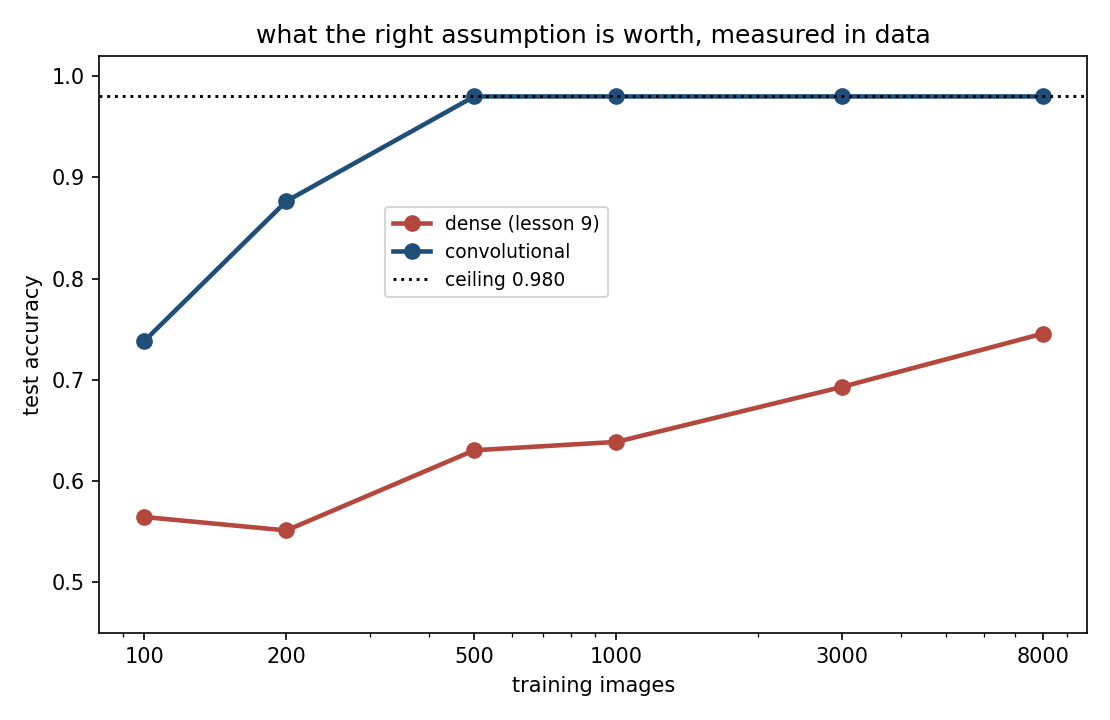 what the right assumption is worth, measured in data
test accuracy
1.0
0.9
0.8
0.7
0.6
0.5
dense (lesson 9)
convolutional
ceiling 0.980
100 200 500 1000 3000 8000
training images